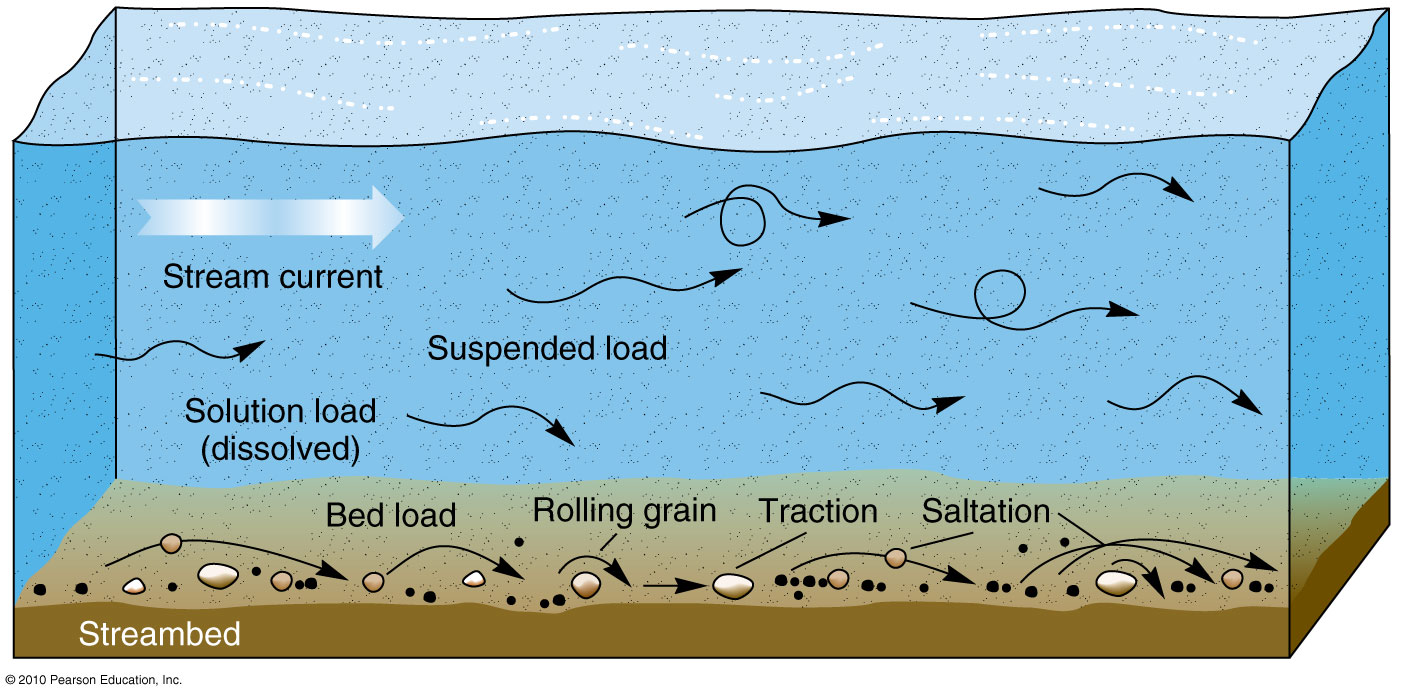 Stream current
Suspended load
Solution load
(dissolved)
Bed load
Rolling grain
Traction
Saltation
Streambed
© 2010 Pearson Education, Inc.